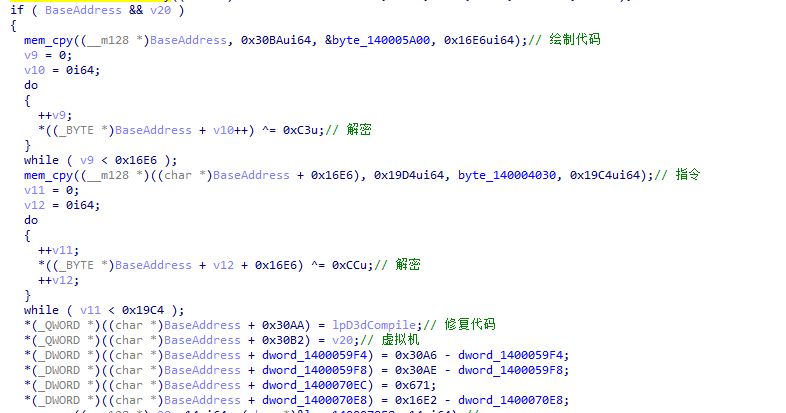 if ( BaseAddress && v20 )
{
mem_cpy((__m128 *)BaseAddress, 0x30BAui64, &byte_140005A00, 0x16E6ui64);// 绘制代码
v9 = 0;
v10 = 0i64;
do
{
++v9;
*((_BYTE *)BaseAddress + v10++) ^= 0xC3u;// 解密
}
while ( v9 < 0x16E6 );
mem_cpy((__m128 *)((char *)BaseAddress + 0x16E6), 0x19D4ui64, byte_140004030, 0x19C4ui64);// 指令
v11 = 0;
v12 = 0i64;
do
{
++v11;
*((_BYTE *)BaseAddress + v12 + 0x16E6) ^= 0xCCu;// 解密
++v12;
}
while ( v11 < 0x19C4 );
*(_QWORD *)((char *)BaseAddress + 0x30AA) = lpD3dCompile;// 修复代码
*(_QWORD *)((char *)BaseAddress + 0x30B2) = v20;// 虚拟机
*(_DWORD *)((char *)BaseAddress + dword_1400059F4) = 0x30A6 - dword_1400059F4;
*(_DWORD *)((char *)BaseAddress + dword_1400059F8) = 0x30AE - dword_1400059F8;
*(_DWORD *)((char *)BaseAddress + dword_1400070EC) = 0x671;
*(_DWORD *)((char *)BaseAddress + dword_1400070E8) = 0x16E2 - dword_1400070E8;